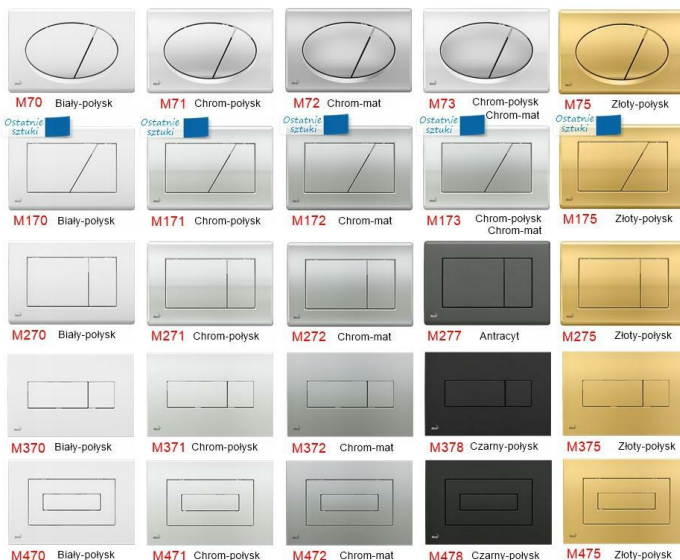 M70 Biały-połysk
M71 Chrom-połysk
M72 Chrom-mat
M73 Chrom-połysk
Chrom-mat
M75 Złoty-połysk
Ostatnie
sztuki
Ostatnie
sztuki
Ostatnie
sztuki
Ostatnie
sztuki
Ostatnie
sztuki
M170 Biały-połysk
M171 Chrom-połysk
M172 Chrom-mat
M173 Chrom-połysk
Chrom-mat
M175 Złoty-połysk
M270 Biały-połysk
M271 Chrom-połysk
M272 Chrom-mat
M277 Antracyt
M275 Złoty-połysk
M370 Biały-połysk
M371 Chrom-połysk
M372 Chrom-mat
M378 Czarny-połysk
M375 Złoty-połysk
M470 Biały-połysk
M471 Chrom-połysk
M472 Chrom-mat
M478 Czarny-połysk
M475 Złoty-połysk